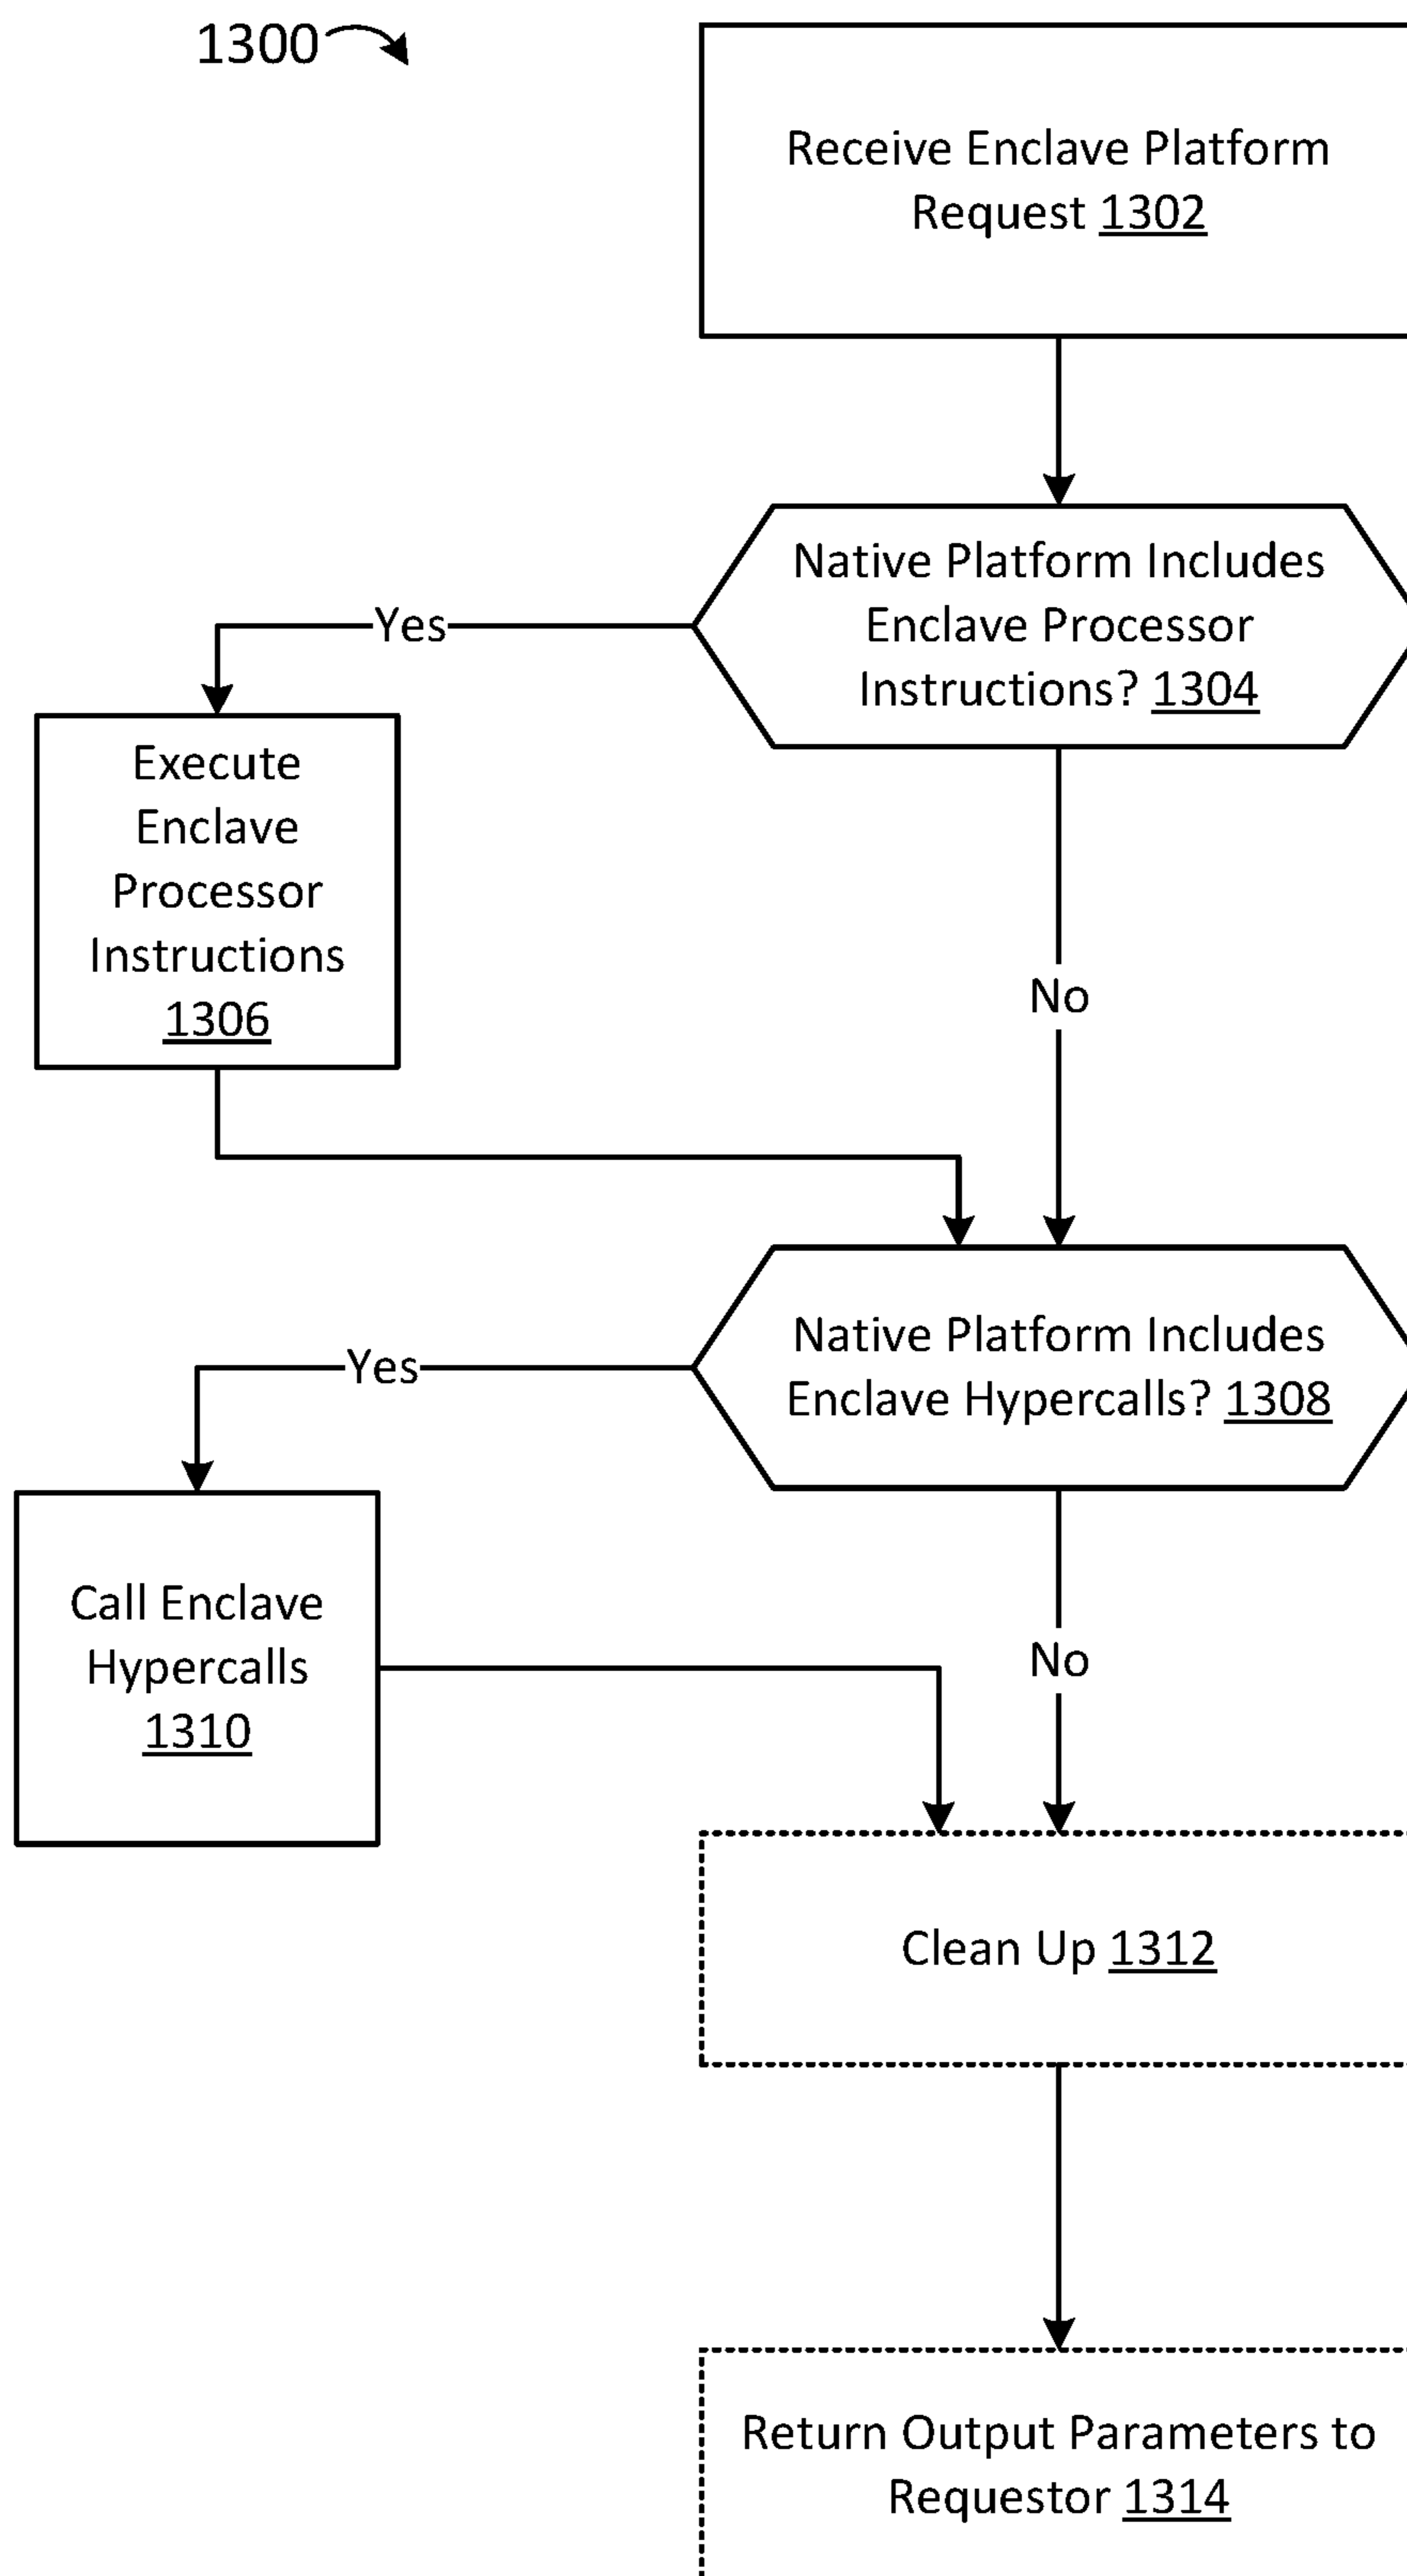 1300
Receive Enclave Platform
Request 1302
Native Platform Includes
Enclave Processor
Instructions? 1304
Yes
Execute
Enclave
Processor
Instructions
1306
No
Native Platform Includes
Enclave Hypercalls? 1308
Yes
Call Enclave
Hypercalls
1310
No
Clean Up 1312
Return Output Parameters to
Requestor 1314